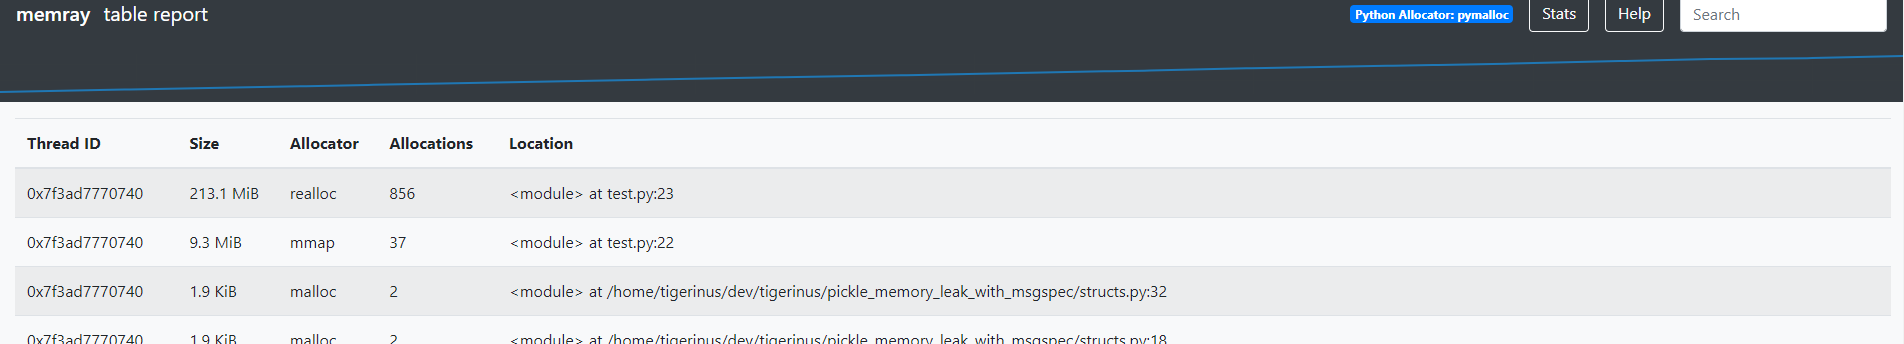 memray table report Python Allocator: pymalloc Stats Help Search
Thread ID Size Allocator Allocations Location
0x7f3ad7770740 213.1 MiB realloc 856 <module> at test.py:23
0x7f3ad7770740 9.3 MiB mmap 37 <module> at test.py:22
0x7f3ad7770740 1.9 KiB malloc 2 <module> at /home/tigerinus/dev/tigerinus/pickle_memory_leak_with_msgspec/structs.py:32
0x7f3ad7770740 1.9 KiB malloc 2 <module> at /home/tigerinus/dev/tigerinus/pickle_memory_leak_with_msgspec/structs.py:18